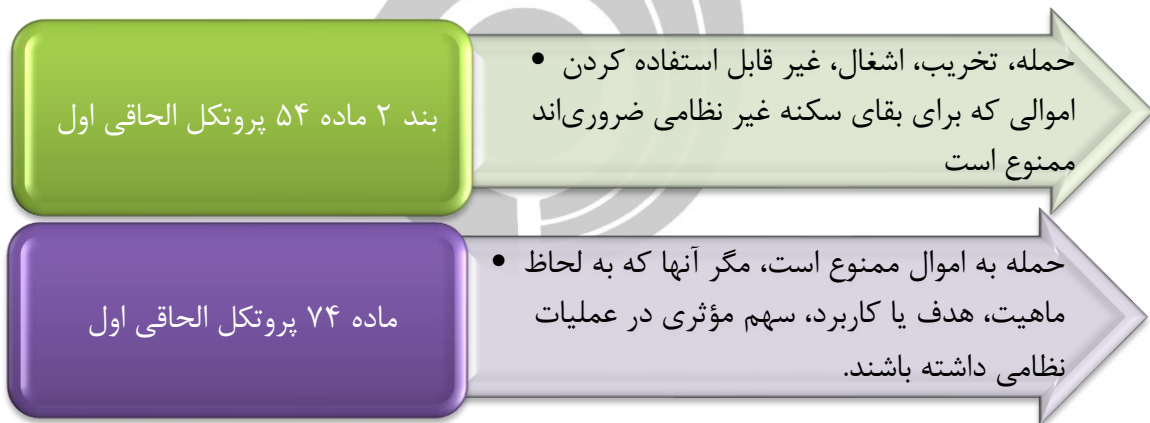 بند ۲ ماده ۵۴ پروتکل الحاقی اول
حمله، تخریب، اشغال، غیر قابل استفاده کردن •
اموالی که برای بقای سکنه غیر نظامی ضروری‌اند
ممنوع است
ماده ۷۴ پروتکل الحاقی اول
حمله به اموال ممنوع است، مگر آنها که به لحاظ •
ماهیت، هدف یا کاربرد، سهم مؤثری در عملیات
نظامی داشته باشند.